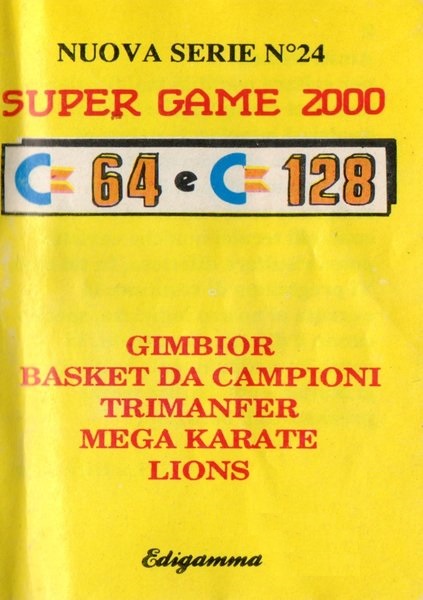 NUOVA SERIE N°24
SUPER GAME 2000
C 64 e C 128
GIMBIOR
BASKET DA CAMPIONI
TRIMANFER
MEGA KARATE
LIONS
Edigamma